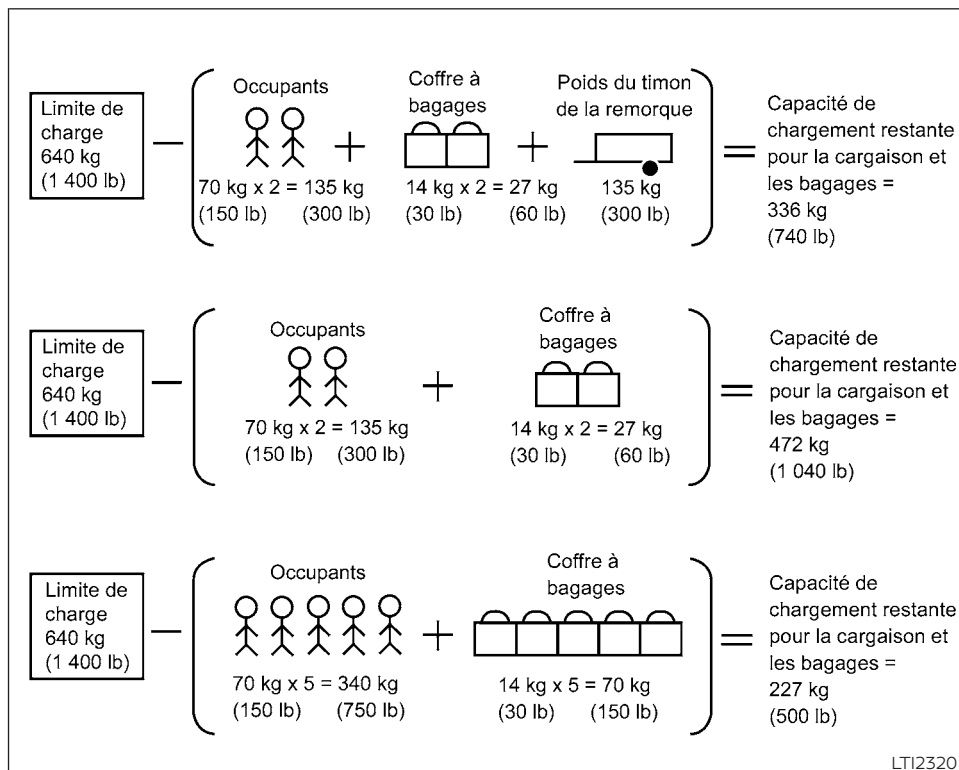 Limite de
charge
640 kg
(1 400 lb)
Occupants
70 kg x 2 = 135 kg
(150 lb) (300 lb)
Coffre à
bagages
14 kg x 2 = 27 kg
(30 lb) (60 lb)
Poids du timon
de la remorque
135 kg
(300 lb)
Capacité de
chargement restante
pour la cargaison et
les bagages =
336 kg
(740 lb)
Limite de
charge
640 kg
(1 400 lb)
Occupants
70 kg x 2 = 135 kg
(150 lb) (300 lb)
Coffre à
bagages
14 kg x 2 = 27 kg
(30 lb) (60 lb)
Capacité de
chargement restante
pour la cargaison et
les bagages =
472 kg
(1 040 lb)
Limite de
charge
640 kg
(1 400 lb)
Occupants
70 kg x 5 = 340 kg
(150 lb) (750 lb)
Coffre à
bagages
14 kg x 5 = 70 kg
(30 lb) (150 lb)
Capacité de
chargement restante
pour la cargaison et
les bagages =
227 kg
(500 lb)
LTI2320